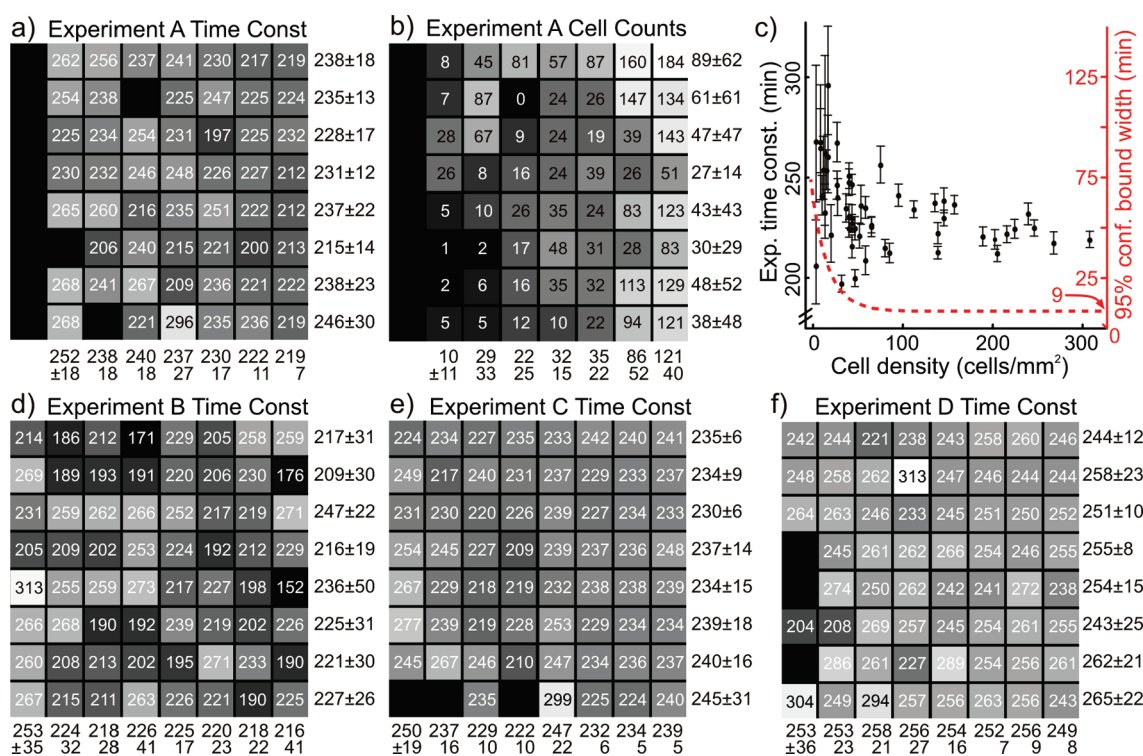 a) Experiment A Time Const
262 256 237 241 230 217 219 238±18
254 238 225 247 225 224 235±13
225 234 254 231 197 225 232 228±17
230 232 246 248 226 227 212 231±12
265 260 216 235 251 222 212 237±22
206 240 215 221 200 213 215±14
268 241 267 209 236 221 222 238±23
268 221 296 235 236 219 246±30
252 238 240 237 230 222 219
±18 18 18 27 17 11 7
b) Experiment A Cell Counts
8 45 81 57 87 160 184 89±62
7 87 0 24 26 147 134 61±61
28 67 9 24 19 39 143 47±47
26 8 16 24 39 26 51 27±14
5 10 26 35 24 83 123 43±43
1 2 17 48 31 28 83 30±29
2 6 16 35 32 113 129 48±52
5 5 12 10 22 94 121 38±48
10 29 22 32 35 86 121
±11 33 25 15 22 52 40
c)
Exp. time const. (min)
300
250
200
0 100 200 300
Cell density (cells/mm²)
125
75
25
0
9
95% conf. bound width (min)
d) Experiment B Time Const
214 186 212 171 229 205 258 259 217±31
269 189 193 191 220 206 230 176 209±30
231 259 262 266 252 217 219 271 247±22
205 209 202 253 224 192 212 229 216±19
313 255 259 273 217 227 198 152 236±50
266 268 190 192 239 219 202 226 225±31
260 208 213 202 195 271 233 190 221±30
267 215 211 263 226 221 190 225 227±26
253 224 218 226 225 220 218 216
±35 32 28 41 17 23 22 41
e) Experiment C Time Const
224 234 227 235 233 242 240 241 235±6
249 217 240 231 237 229 233 237 234±9
231 230 220 226 239 227 234 233 230±6
254 245 227 209 239 237 236 248 237±14
267 229 218 219 232 238 238 239 234±15
277 239 219 228 253 229 234 234 239±18
245 267 246 210 247 234 236 237 240±16
235 299 225 224 240 245±31
250 237 229 222 247 232 234 239
±19 16 10 10 22 6 5 5
f) Experiment D Time Const
242 244 221 238 243 258 260 246 244±12
248 258 262 313 247 246 244 244 258±23
264 263 246 233 245 251 250 252 251±10
245 261 262 266 254 246 255 255±8
274 250 262 242 241 272 238 254±15
204 208 269 257 245 254 261 255 243±25
286 261 227 289 254 256 261 262±21
304 249 294 257 256 263 256 243 265±22
253 253 258 256 254 256 256 249
±36 23 21 27 16 7 9 8